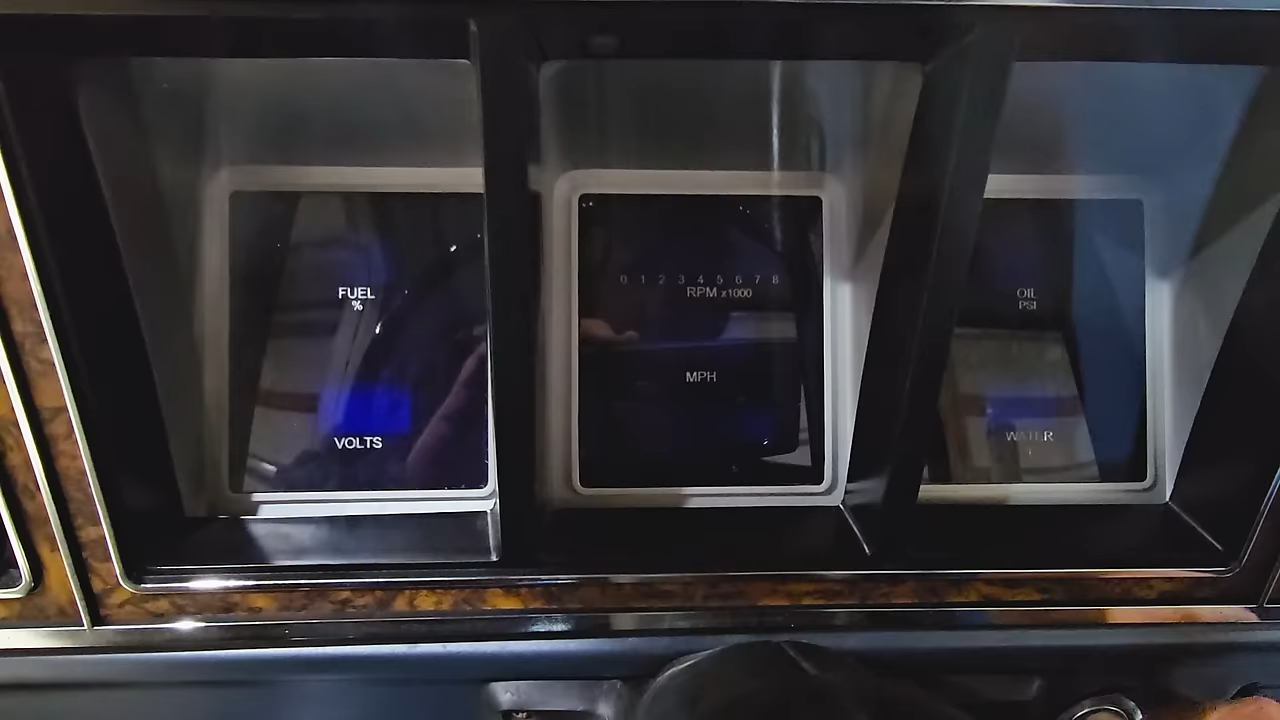 FUEL
%
VOLTS
0 1 2 3 4 5 6 7 8
RPM x1000
MPH
OIL
PSI
WATER